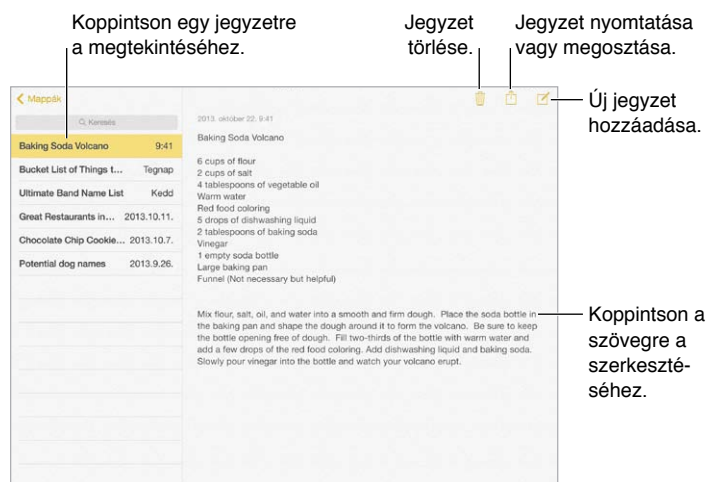 Koppintson egy jegyzetre
a megtekintéséhez.
Jegyzet
törlése.
Jegyzet nyomtatása
vagy megosztása.
Új jegyzet
hozzáadása.
Mappák
Keresés
Baking Soda Volcano 9:41
Bucket List of Things t... Tegnap
Ultimate Band Name List Kedd
Great Restaurants in... 2013.10.11.
Chocolate Chip Cookie... 2013.10.7.
Potential dog names 2013.9.26.
2013. október 22. 9:41
Baking Soda Volcano
6 cups of flour
2 cups of salt
4 tablespoons of vegetable oil
Warm water
Red food coloring
5 drops of dishwashing liquid
2 tablespoons of baking soda
Vinegar
1 empty soda bottle
Large baking pan
Funnel (Not necessary but helpful)
Mix flour, salt, oil, and water into a smooth and firm dough. Place the soda bottle in
the baking pan and shape the dough around it to form the volcano. Be sure to keep
the bottle opening free of dough. Fill two-thirds of the bottle with warm water and
add a few drops of the red food coloring. Add dishwashing liquid and baking soda.
Slowly pour vinegar into the bottle and watch your volcano erupt.
Koppintson a
szövegre a
szerkeszté-
séhez.